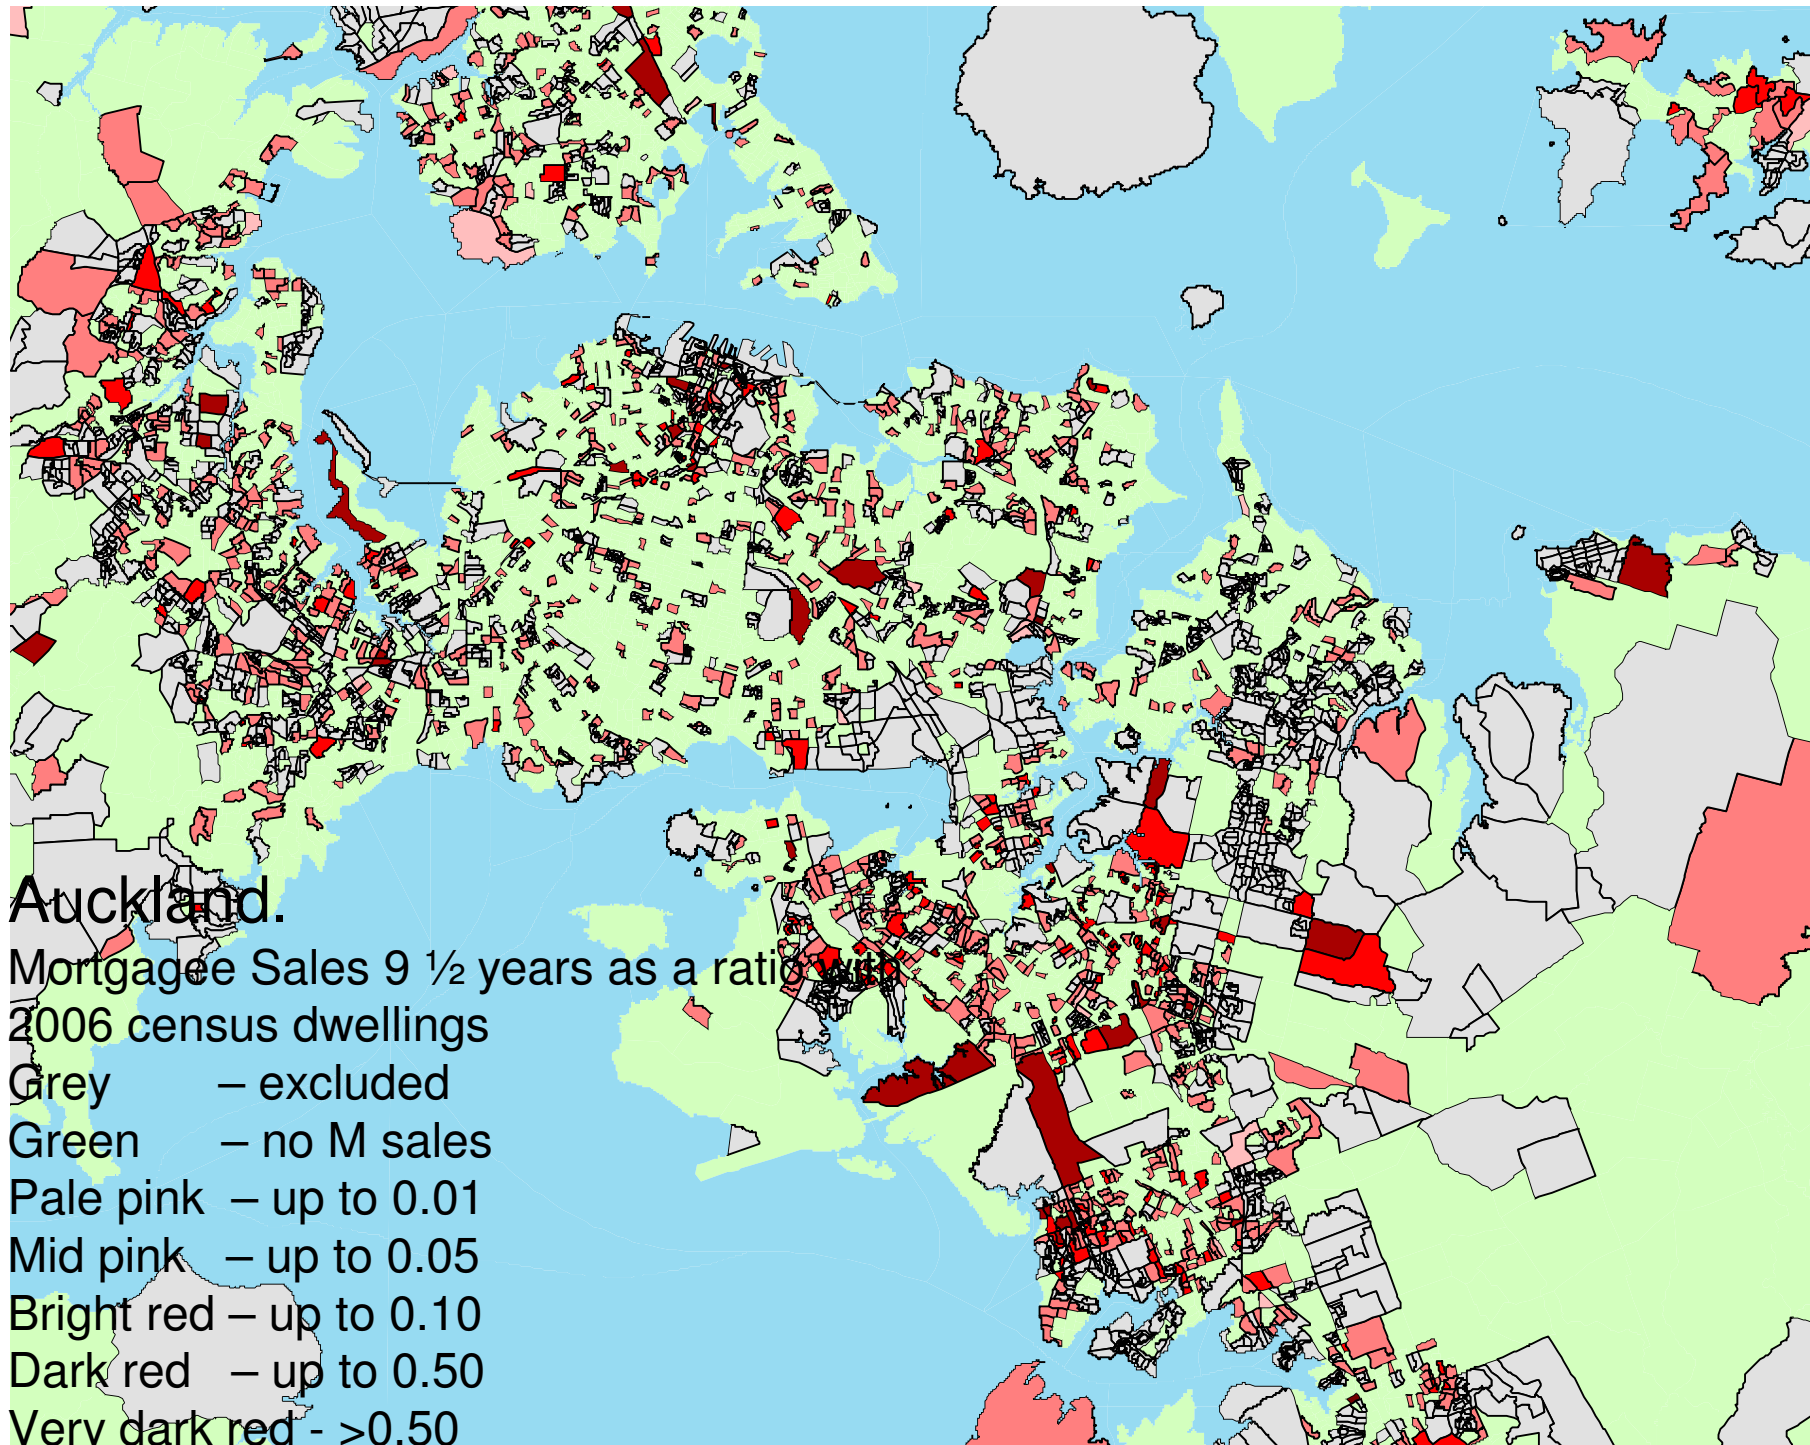 Auckland.
Mortgagee Sales 9 ½ years as a ratio with
2006 census dwellings
Grey – excluded
Green – no M sales
Pale pink – up to 0.01
Mid pink – up to 0.05
Bright red – up to 0.10
Dark red – up to 0.50
Very dark red - >0.50